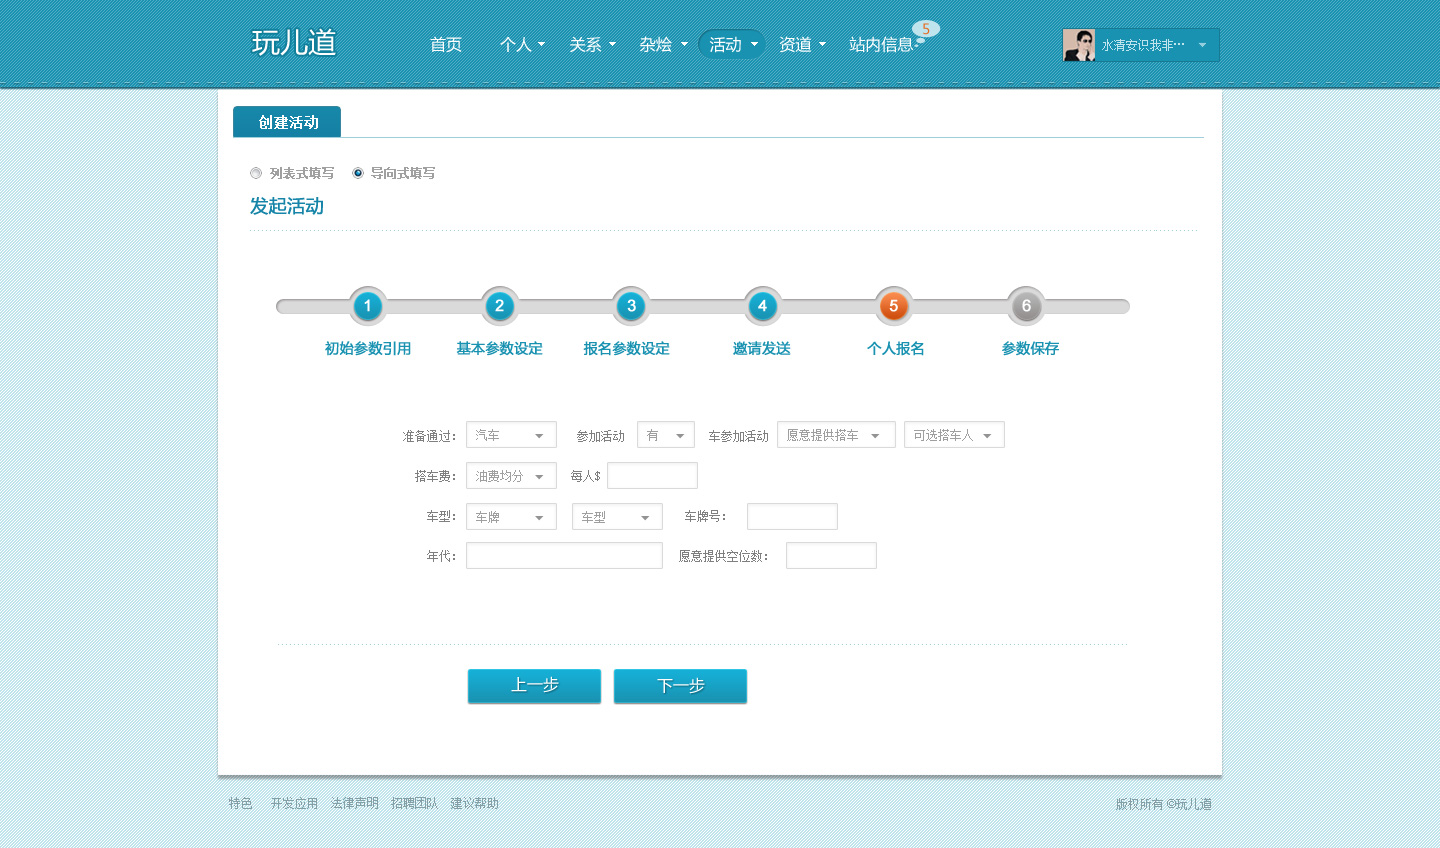 玩儿道 首页 个人 关系 杂烩 活动 资道 站内信息 5 水清安识我非…
创建活动
列表式填写 导向式填写
发起活动
1 2 3 4 5 6
初始参数引用 基本参数设定 报名参数设定 邀请发送 个人报名 参数保存
准备通过： 汽车 参加活动 有 车参加活动 愿意提供搭车 可选搭车人
搭车费： 油费均分 每人$
车型： 车牌 车型 车牌号：
年代： 愿意提供空位数：
上一步 下一步
特色 开发应用 法律声明 招聘团队 建议帮助 版权所有 ©玩儿道